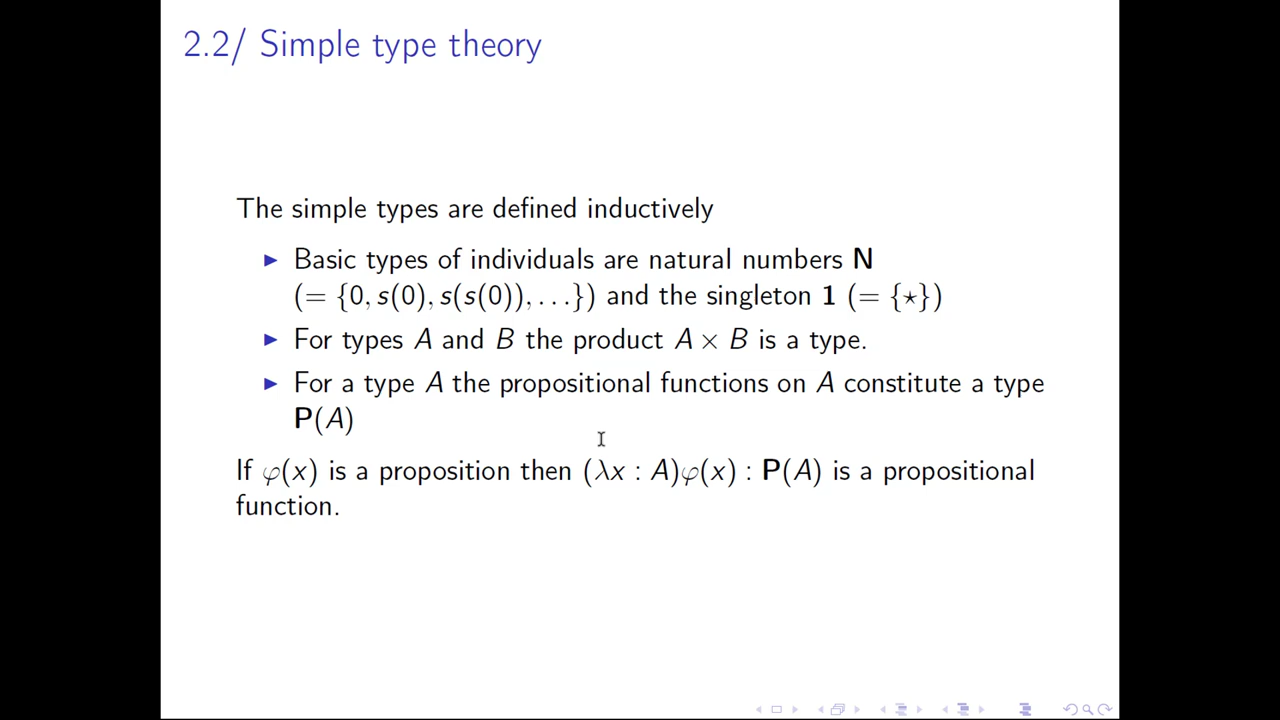 2.2/ Simple type theory
The simple types are defined inductively
▶ Basic types of individuals are natural numbers N
(= {0, s(0), s(s(0)), . . .}) and the singleton 1 (= {⋆})
▶ For types A and B the product A × B is a type.
▶ For a type A the propositional functions on A constitute a type
P(A)
If φ(x) is a proposition then (λx : A)φ(x) : P(A) is a propositional
function.